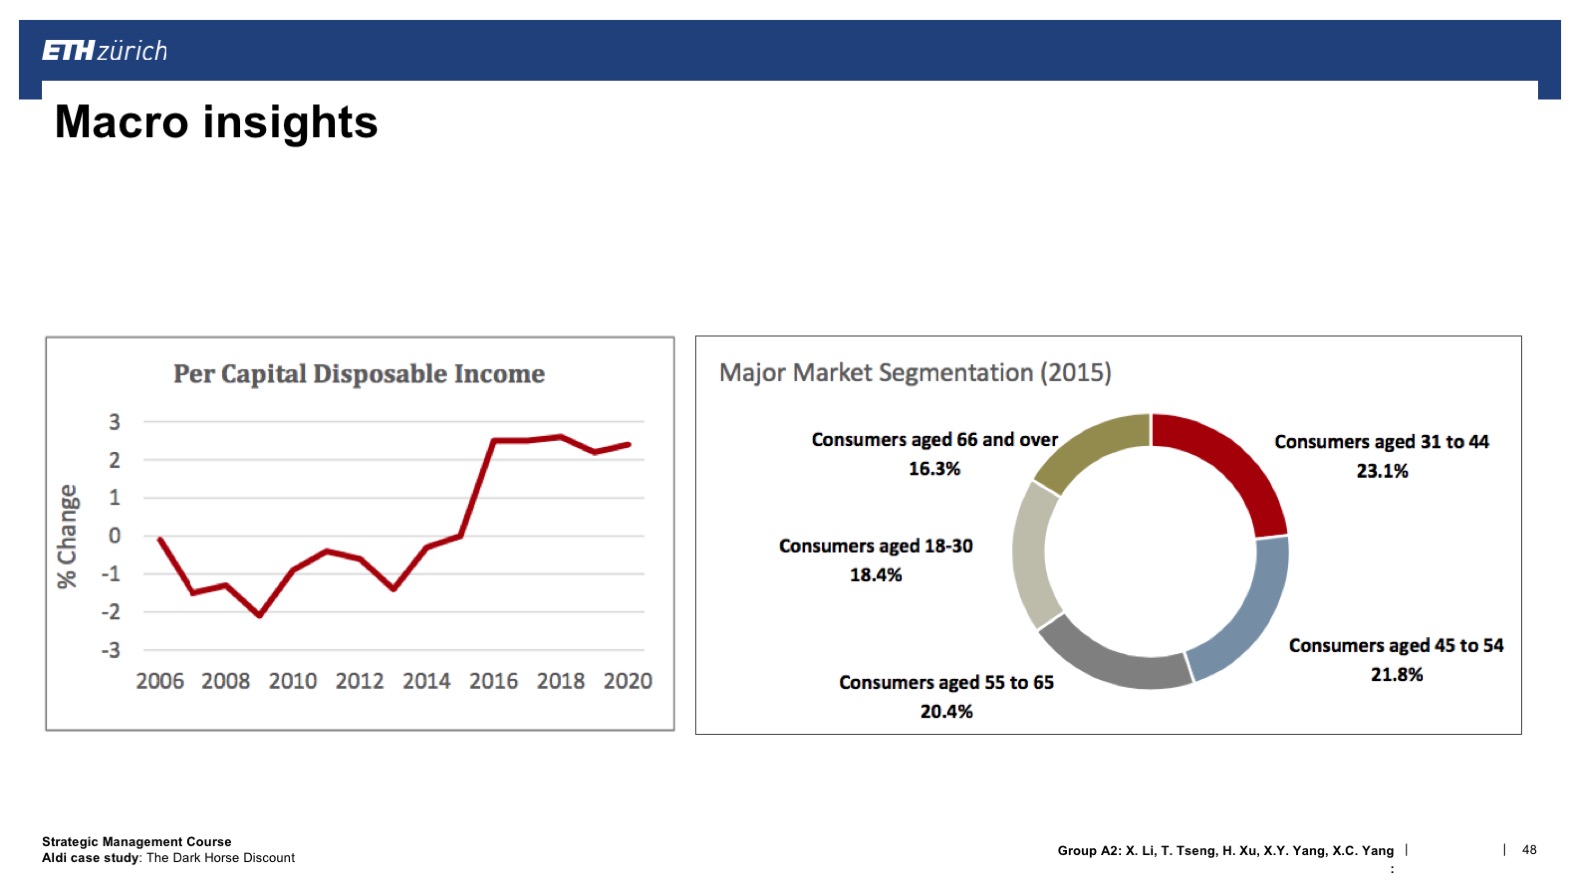 ETH zürich
Macro insights
Per Capital Disposable Income
% Change
3
2
1
0
-1
-2
-3
2006 2008 2010 2012 2014 2016 2018 2020
Major Market Segmentation (2015)
Consumers aged 66 and over
16.3%
Consumers aged 31 to 44
23.1%
Consumers aged 18-30
18.4%
Consumers aged 45 to 54
21.8%
Consumers aged 55 to 65
20.4%
Strategic Management Course
Aldi case study: The Dark Horse Discount
Group A2: X. Li, T. Tseng, H. Xu, X.Y. Yang, X.C. Yang | | 48
: